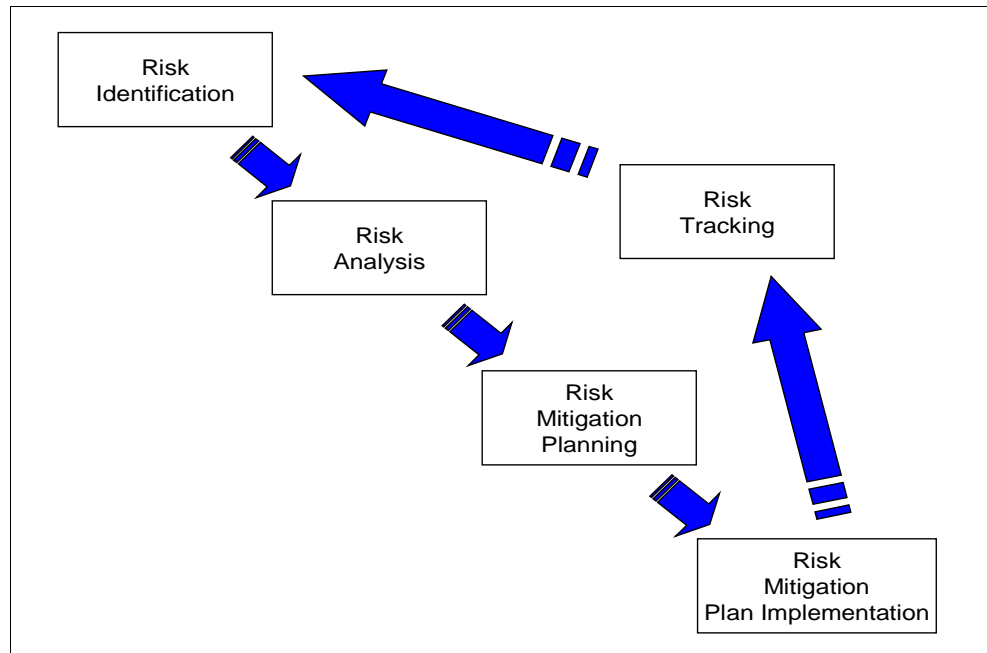 Risk
Identification
Risk
Tracking
Risk
Analysis
Risk
Mitigation
Planning
Risk
Mitigation
Plan Implementation